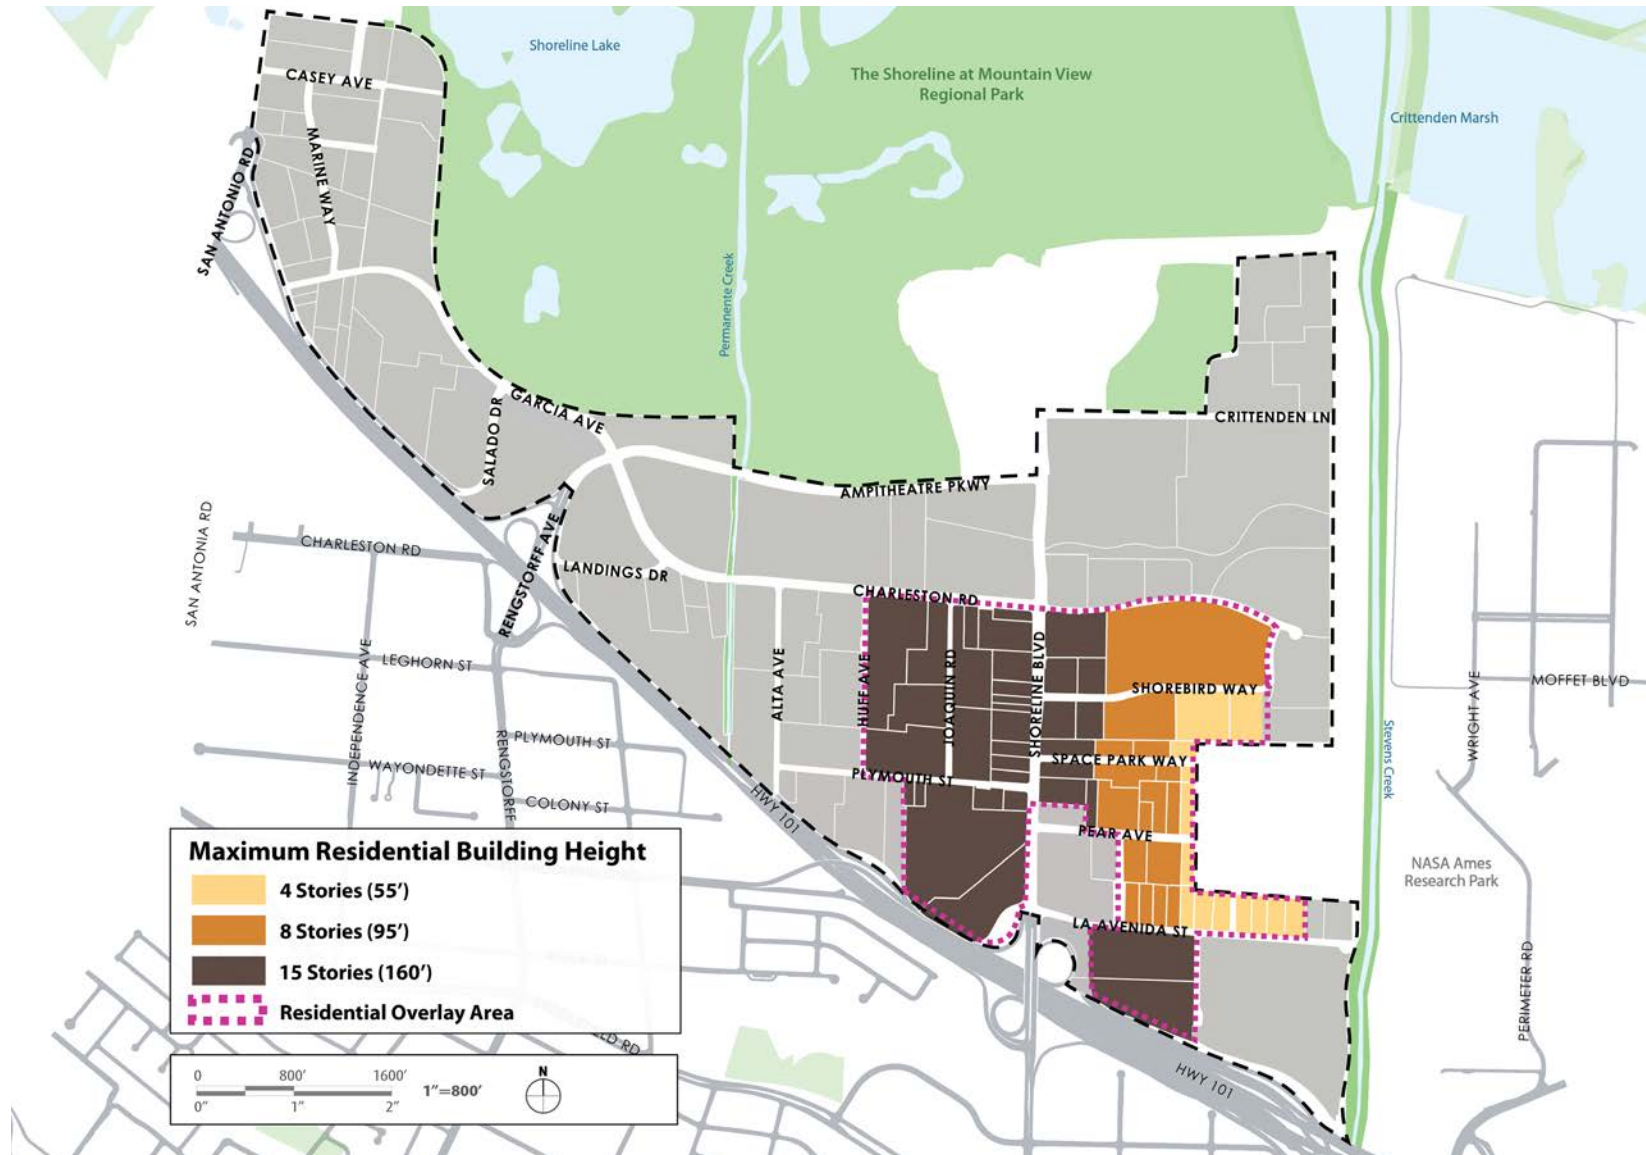 Shoreline Lake
The Shoreline at Mountain View
Regional Park
Crittenden Marsh
CASEY AVE
MARINE WAY
SAN ANTONIO RD
Permanente Creek
GARCIA AVE
SALADO DR
CRITTENDEN LN
AMPITHEATRE PKWY
SAN ANTONIA RD
CHARLESTON RD
RENGSTORFF AVE
LANDINGS DR
CHARLESTON RD
INDEPENDENCE AVE
LEGHORN ST
ALTA AVE
HUFF AVE
JOAQUIN RD
SHORELINE BLVD
SHOREBIRD WAY
WRIGHT AVE
MOFFET BLVD
Stevens Creek
RENGSTORFF
PLYMOUTH ST
WAYONDETTE ST
COLONY ST
HWY 101
PLYMOUTH ST
SPACE PARK WAY
PEAR AVE
NASA Ames
Research Park
LA AVENIDA ST
PERIMETER RD
HWY 101
Maximum Residential Building Height
4 Stories (55')
8 Stories (95')
15 Stories (160')
Residential Overlay Area
0 800' 1600'
0" 1" 2"
1"=800'
N